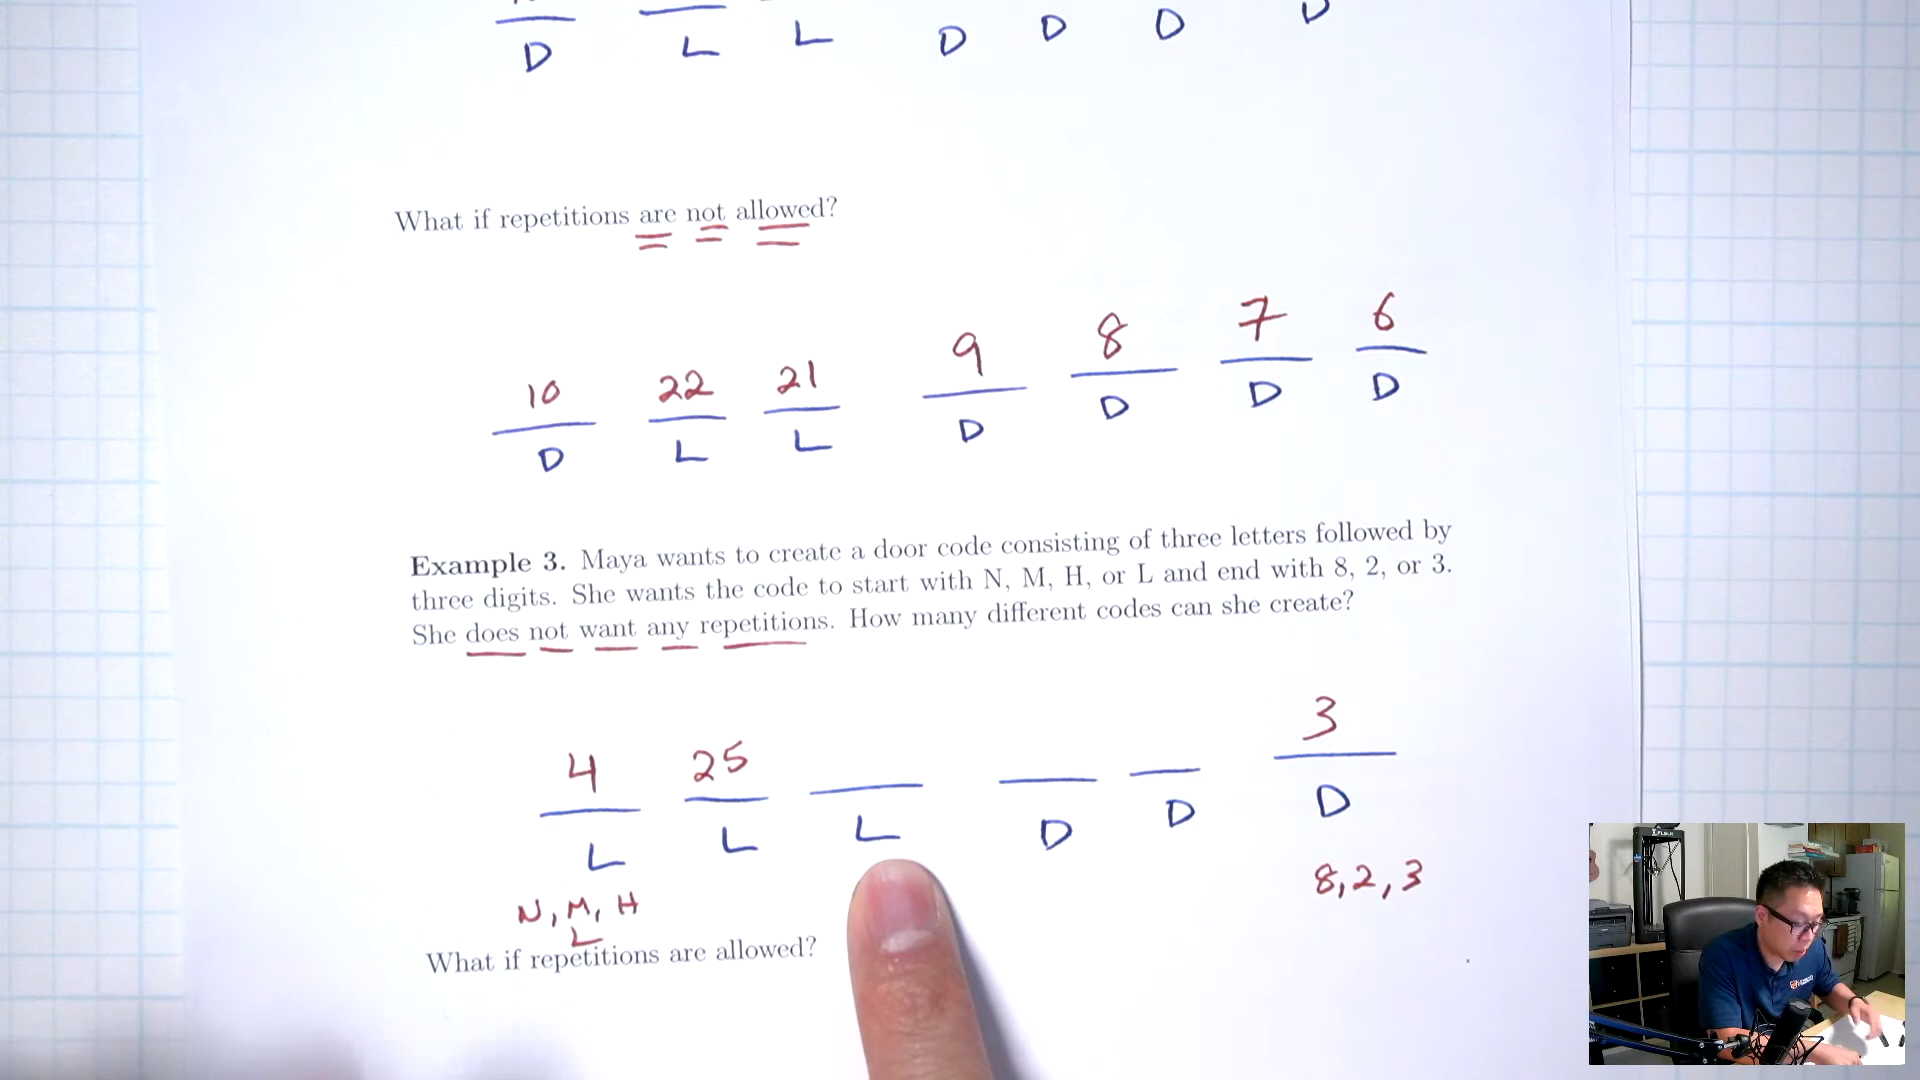 D L L D D D D
What if repetitions are not allowed?
10 22 21 9 8 7 6
D L L D D D D
Example 3. Maya wants to create a door code consisting of three letters followed by
three digits. She wants the code to start with N, M, H, or L and end with 8, 2, or 3.
She does not want any repetitions. How many different codes can she create?
4 25 3
L L L D D D
N, M, H 8, 2, 3
L
What if repetitions are allowed?